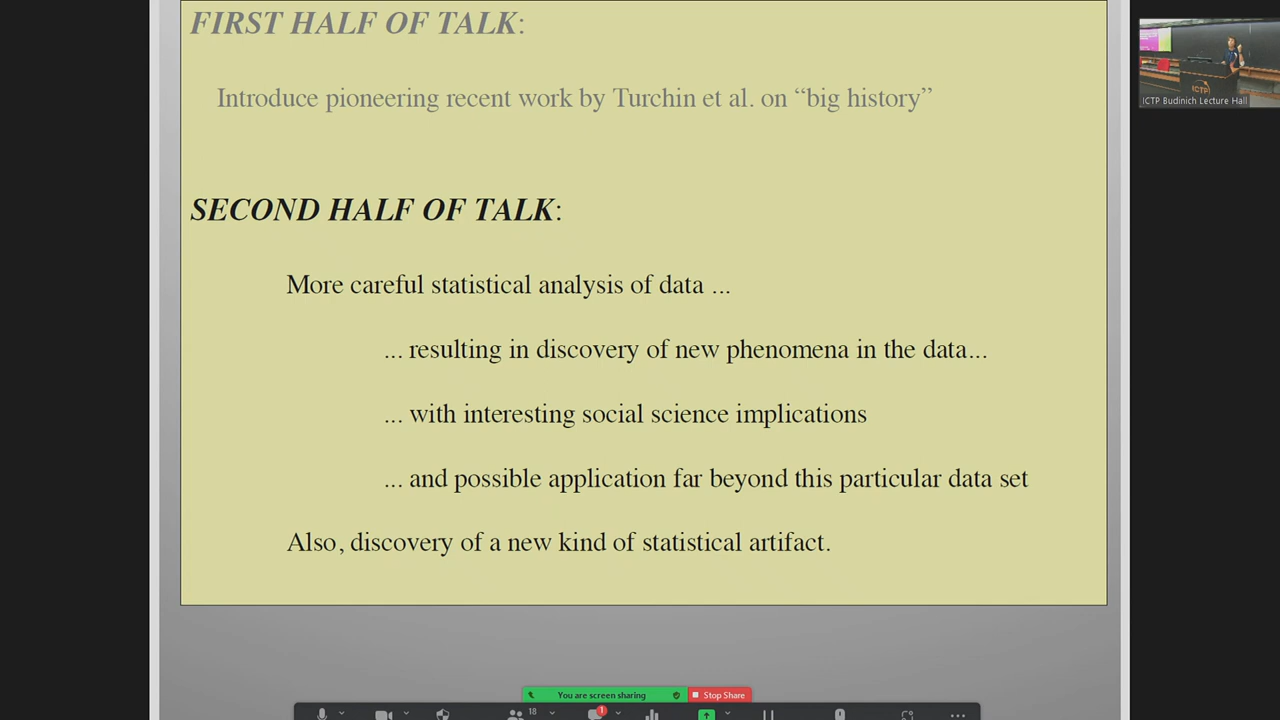 FIRST HALF OF TALK:
Introduce pioneering recent work by Turchin et al. on “big history”
SECOND HALF OF TALK:
More careful statistical analysis of data ...
... resulting in discovery of new phenomena in the data...
... with interesting social science implications
... and possible application far beyond this particular data set
Also, discovery of a new kind of statistical artifact.
ICTP
ICTP Budinich Lecture Hall
You are screen sharing
Stop Share
18
1